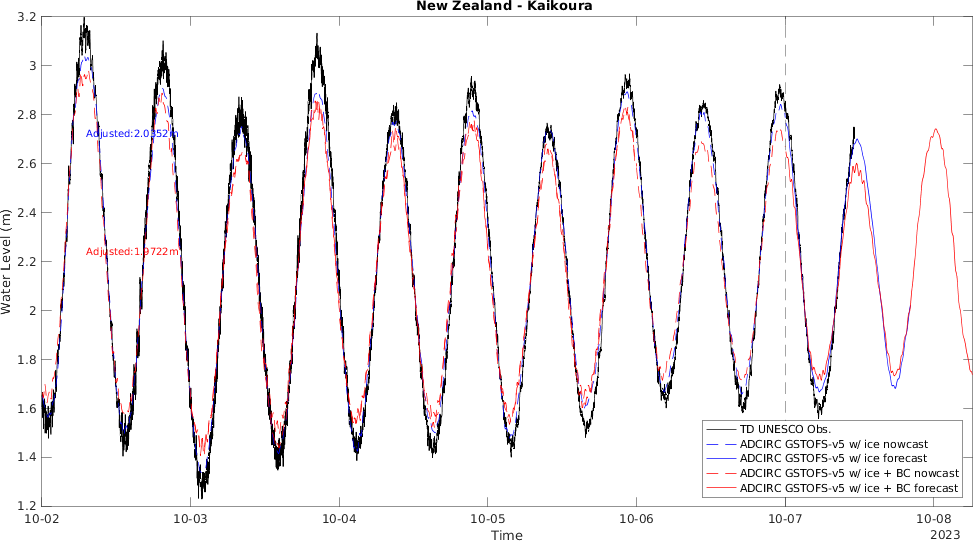 New Zealand - Kaikoura
3.2
3
2.8
2.6
2.4
2.2
2
1.8
1.6
1.4
1.2
Water Level (m)
Adjusted:2.0352m
Adjusted:1.9722m
TD UNESCO Obs.
ADCIRC GSTOFS-v5 w/ ice nowcast
ADCIRC GSTOFS-v5 w/ ice forecast
ADCIRC GSTOFS-v5 w/ ice + BC nowcast
ADCIRC GSTOFS-v5 w/ ice + BC forecast
10-02 10-03 10-04 10-05 10-06 10-07 10-08
Time
2023